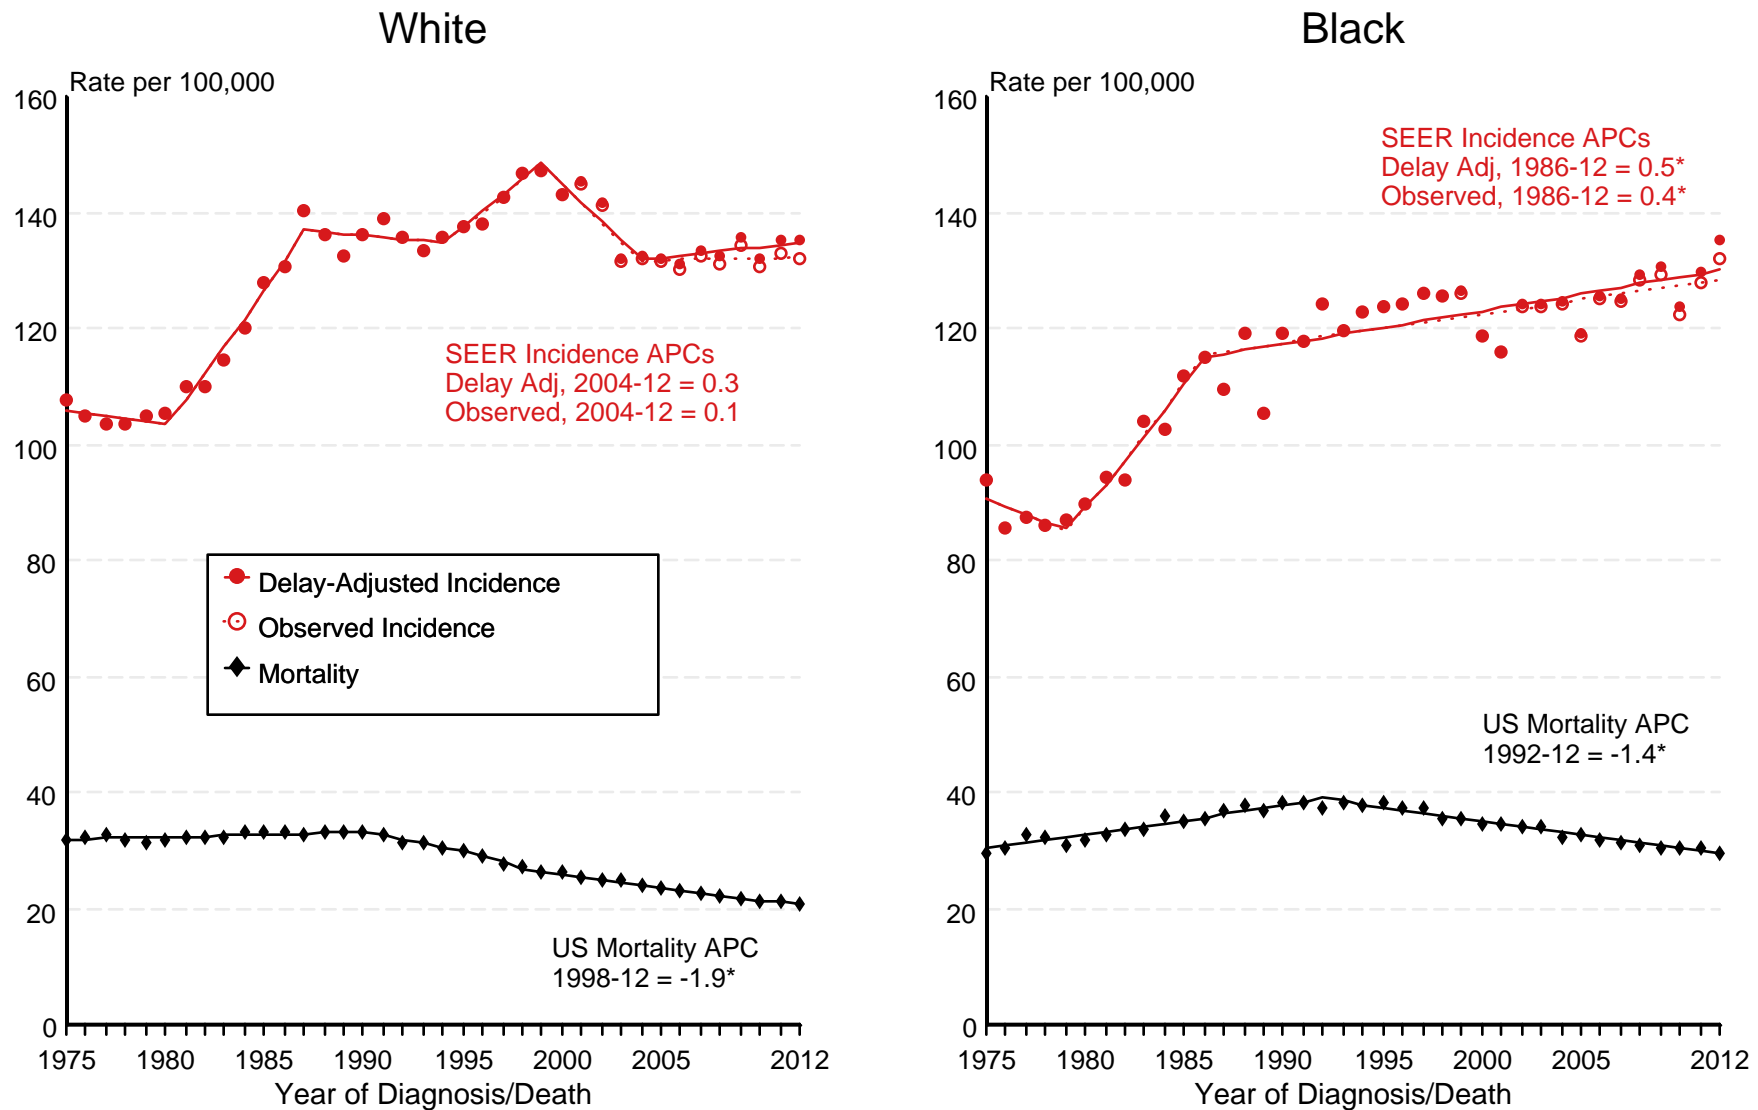 White
Rate per 100,000
160
140
120
100
80
60
40
20
0
SEER Incidence APCs
Delay Adj, 2004-12 = 0.3
Observed, 2004-12 = 0.1
Delay-Adjusted Incidence
Observed Incidence
Mortality
US Mortality APC
1998-12 = -1.9*
1975 1980 1985 1990 1995 2000 2005 2012
Year of Diagnosis/Death
Black
Rate per 100,000
160
140
120
100
80
60
40
20
0
SEER Incidence APCs
Delay Adj, 1986-12 = 0.5*
Observed, 1986-12 = 0.4*
US Mortality APC
1992-12 = -1.4*
1975 1980 1985 1990 1995 2000 2005 2012
Year of Diagnosis/Death